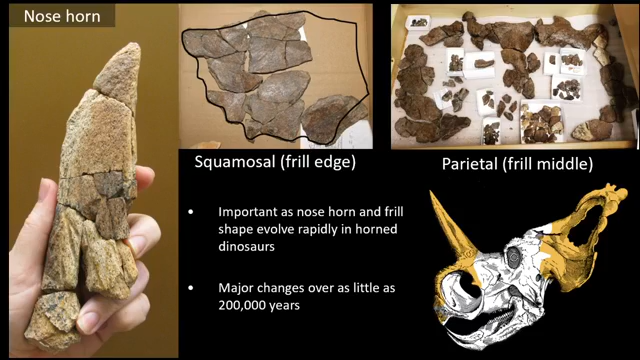 Nose horn
Squamosal (frill edge)
Parietal (frill middle)
• Important as nose horn and frill
shape evolve rapidly in horned
dinosaurs
• Major changes over as little as
200,000 years